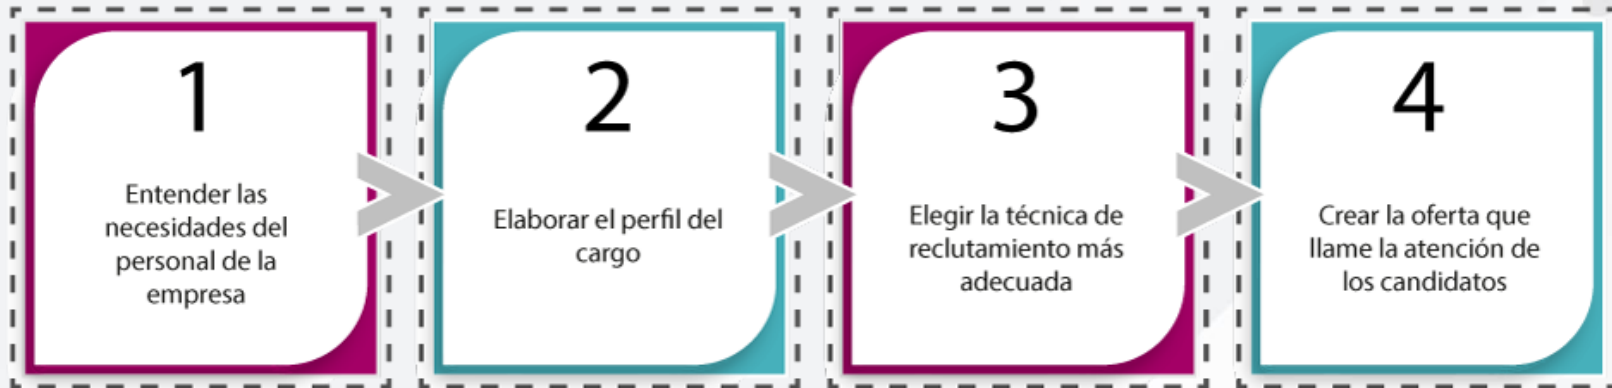 1
Entender las
necesidades del
personal de la
empresa
2
Elaborar el perfil del
cargo
3
Elegir la técnica de
reclutamiento más
adecuada
4
Crear la oferta que
llame la atención de
los candidatos